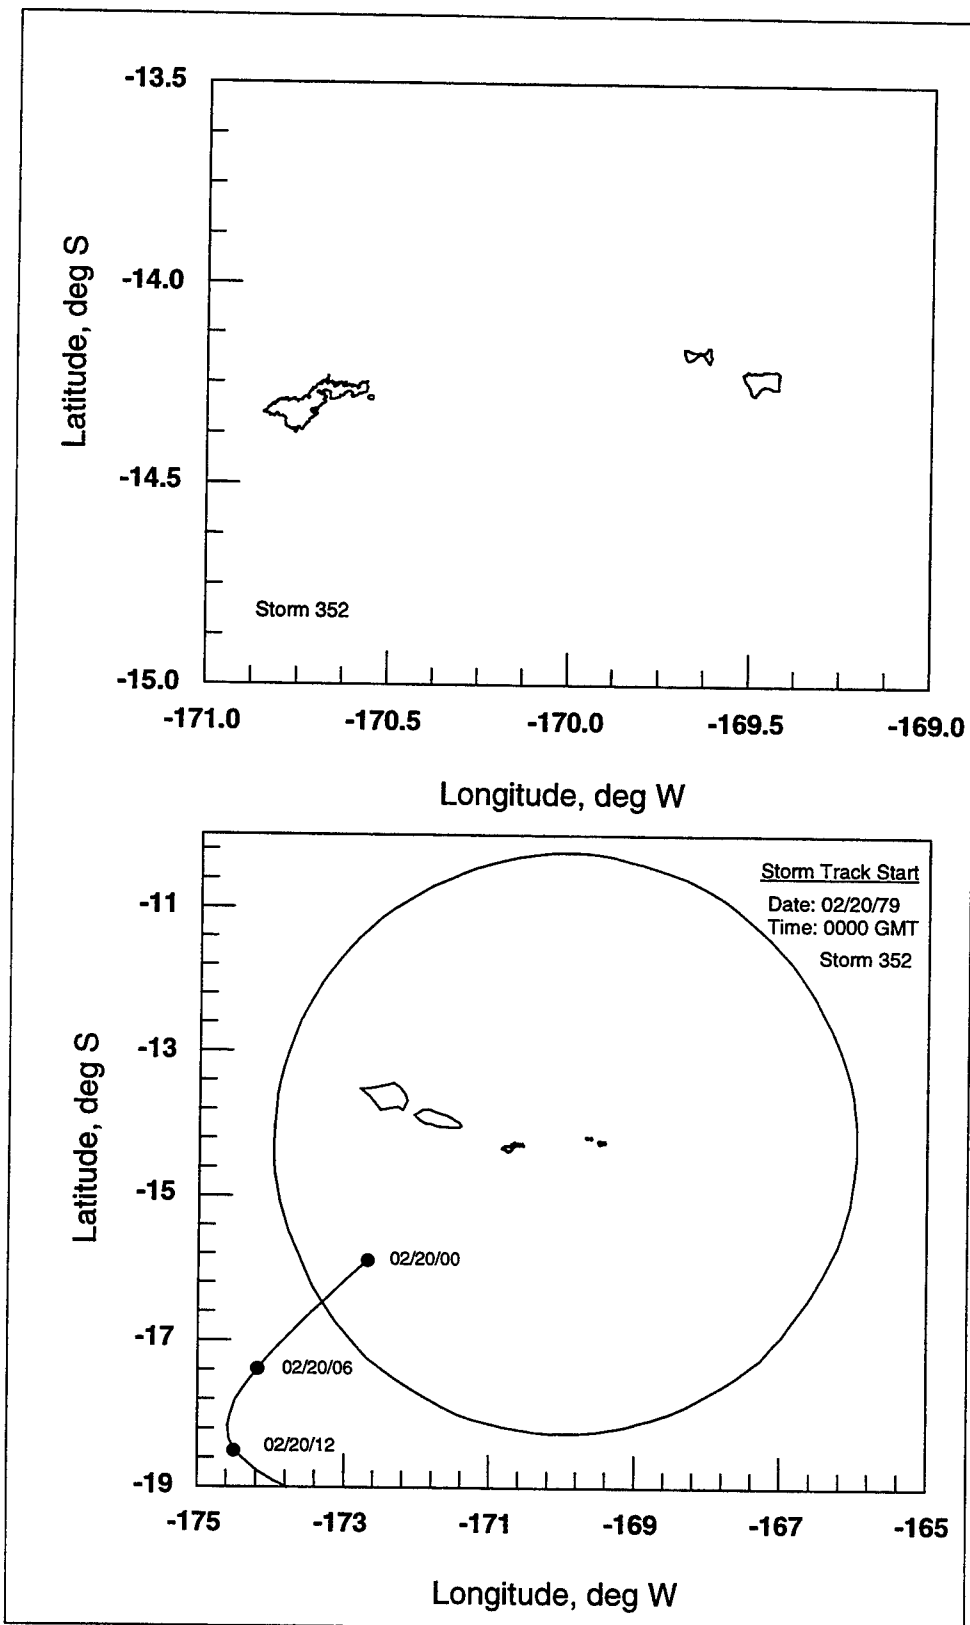 -13.5
-14.0
-14.5
-15.0
Latitude, deg S
Storm 352
-171.0 -170.5 -170.0 -169.5 -169.0
Longitude, deg W
Storm Track Start
Date: 02/20/79
Time: 0000 GMT
Storm 352
-11
-13
-15
-17
-19
Latitude, deg S
02/20/00
02/20/06
02/20/12
-175 -173 -171 -169 -167 -165
Longitude, deg W